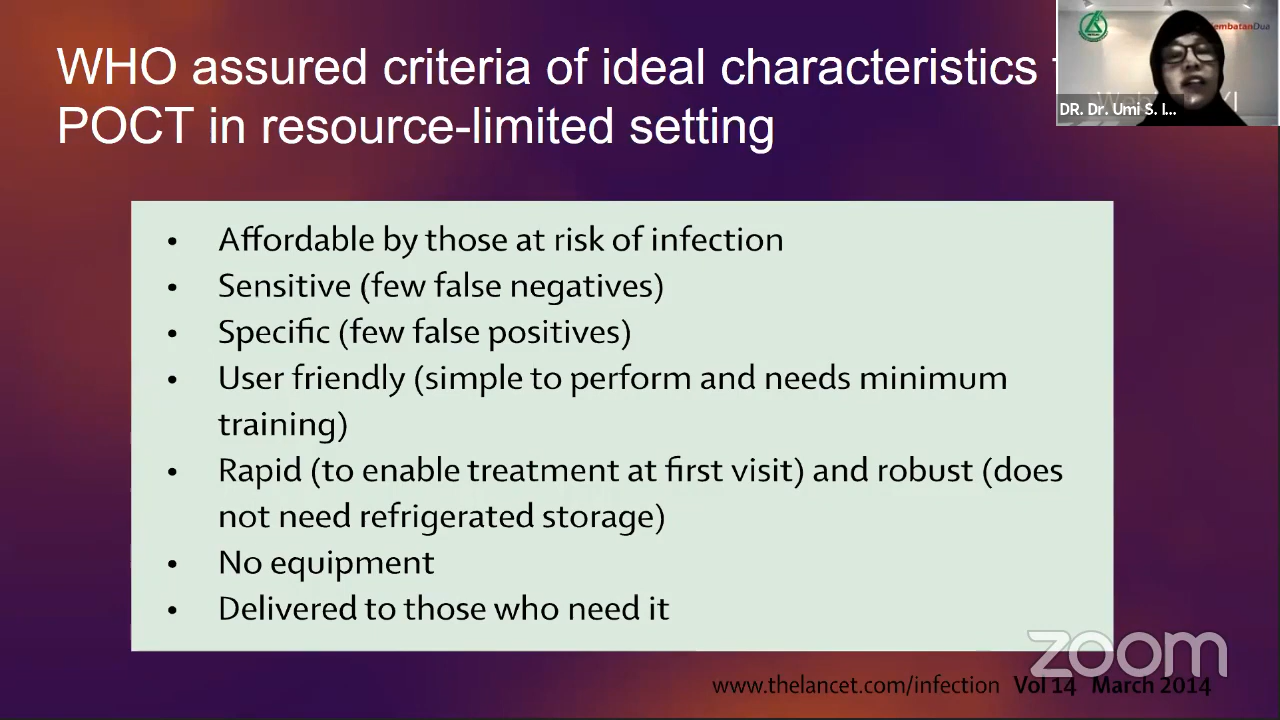 WHO assured criteria of ideal characteristics
POCT in resource-limited setting
embatanDua
DR. Dr. Umi S. I...
• Affordable by those at risk of infection
• Sensitive (few false negatives)
• Specific (few false positives)
• User friendly (simple to perform and needs minimum
training)
• Rapid (to enable treatment at first visit) and robust (does
not need refrigerated storage)
• No equipment
• Delivered to those who need it
zoom
www.thelancet.com/infection Vol 14 March 2014